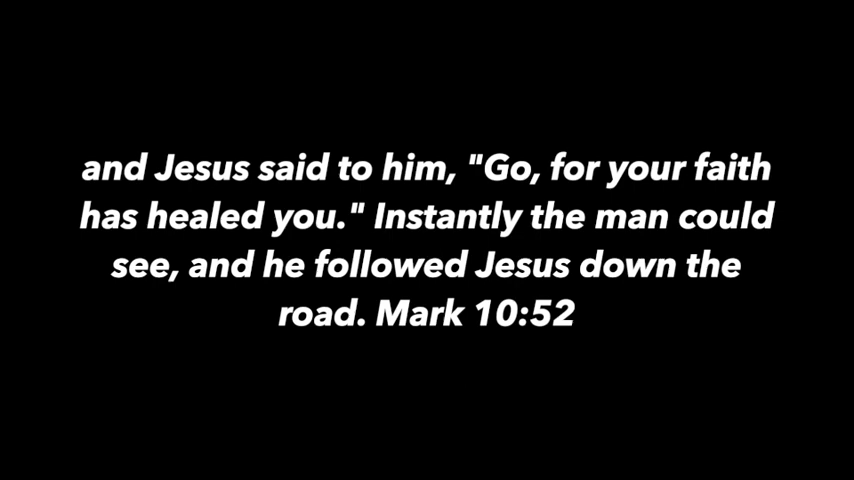 and Jesus said to him, "Go, for your faith
has healed you." Instantly the man could
see, and he followed Jesus down the
road. Mark 10:52